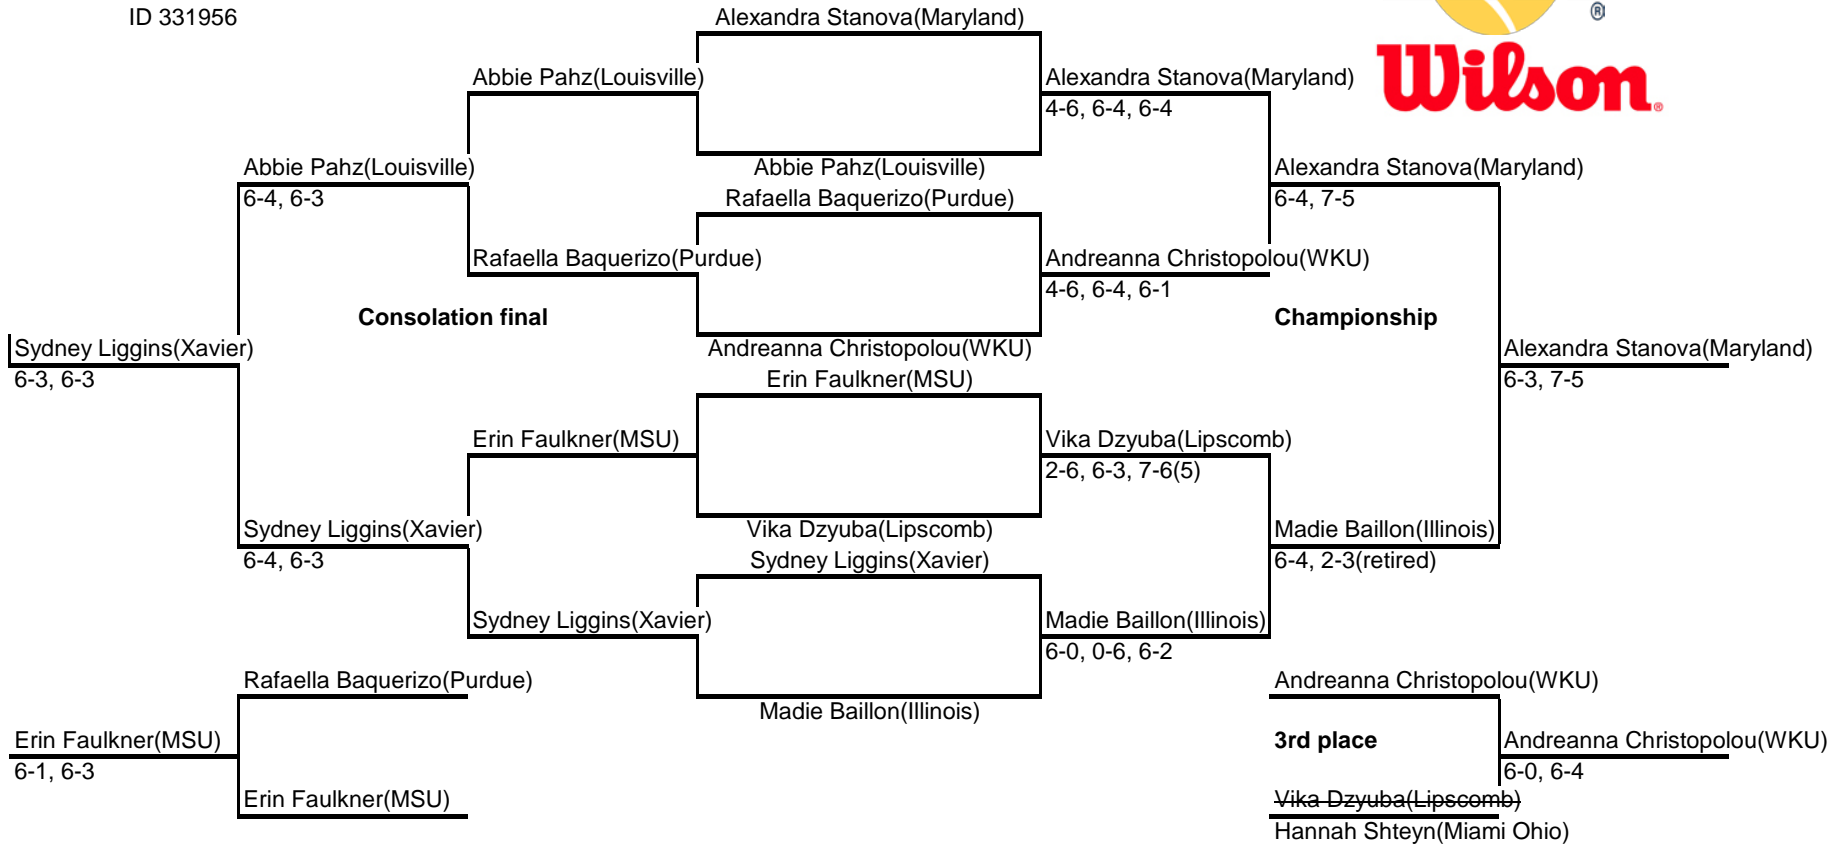 ID 331956
Alexandra Stanova(Maryland)
®
Wilson®
Abbie Pahz(Louisville)
Alexandra Stanova(Maryland)
4-6, 6-4, 6-4
Abbie Pahz(Louisville)
6-4, 6-3
Abbie Pahz(Louisville)
Alexandra Stanova(Maryland)
6-4, 7-5
Rafaella Baquerizo(Purdue)
Rafaella Baquerizo(Purdue)
Andreanna Christopolou(WKU)
4-6, 6-4, 6-1
Consolation final
Championship
Sydney Liggins(Xavier)
6-3, 6-3
Andreanna Christopolou(WKU)
Alexandra Stanova(Maryland)
6-3, 7-5
Erin Faulkner(MSU)
Erin Faulkner(MSU)
Vika Dzyuba(Lipscomb)
2-6, 6-3, 7-6(5)
Sydney Liggins(Xavier)
6-4, 6-3
Vika Dzyuba(Lipscomb)
Madie Baillon(Illinois)
6-4, 2-3(retired)
Sydney Liggins(Xavier)
Sydney Liggins(Xavier)
Madie Baillon(Illinois)
6-0, 0-6, 6-2
Rafaella Baquerizo(Purdue)
Madie Baillon(Illinois)
Andreanna Christopolou(WKU)
Erin Faulkner(MSU)
6-1, 6-3
3rd place
Andreanna Christopolou(WKU)
6-0, 6-4
Erin Faulkner(MSU)
Vika Dzyuba(Lipscomb)
Hannah Shteyn(Miami Ohio)